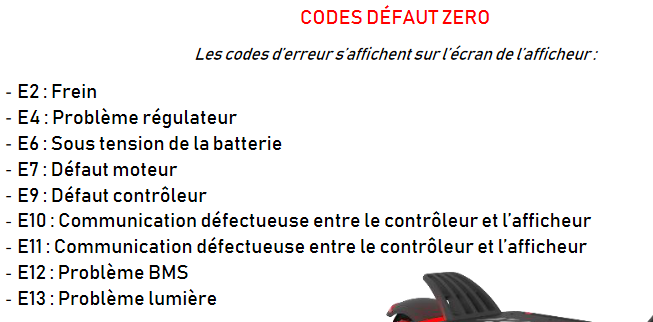 CODES DÉFAUT ZERO
Les codes d'erreur s'affichent sur l'écran de l'afficheur :
- E2 : Frein
- E4 : Problème régulateur
- E6 : Sous tension de la batterie
- E7 : Défaut moteur
- E9 : Défaut contrôleur
- E10 : Communication défectueuse entre le contrôleur et l'afficheur
- E11 : Communication défectueuse entre le contrôleur et l'afficheur
- E12 : Problème BMS
- E13 : Problème lumière